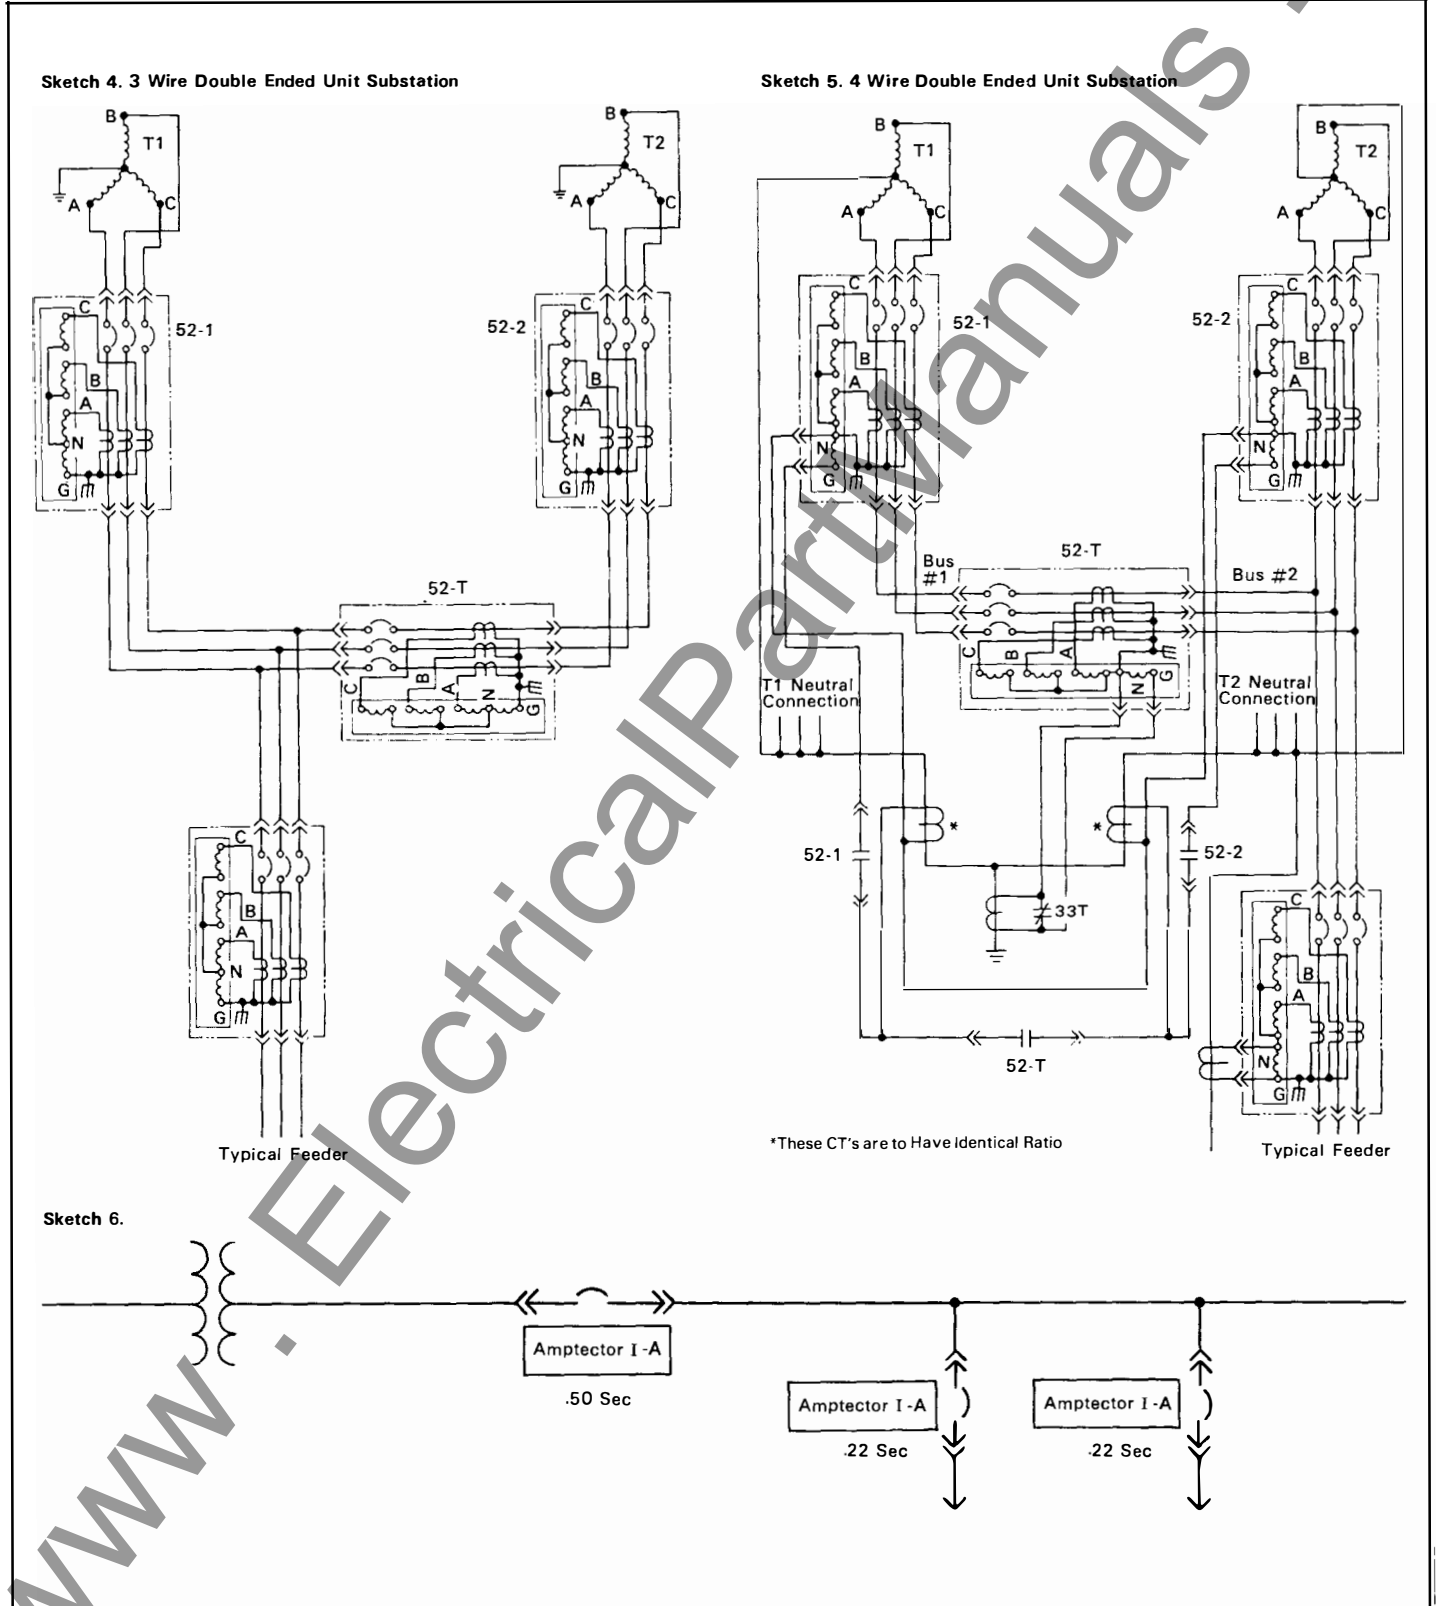 Sketch 4. 3 Wire Double Ended Unit Substation
B
T1
A
C
B
T2
A
C
C
52-1
B
A
N
G
52-2
C
B
A
N
G
52-T
C
B
A
N
G
C
B
A
N
G
Typical Feeder
Sketch 5. 4 Wire Double Ended Unit Substation
B
T1
A
C
B
T2
A
C
C
52-1
B
A
N
G
52-2
C
B
A
N
G
Bus
#1
52-T
Bus #2
C
B
A
N
G
T1 Neutral
Connection
T2 Neutral
Connection
*
*
52-1
52-2
33T
52-T
C
B
A
N
G
*These CT's are to Have Identical Ratio
Typical Feeder
Sketch 6.
Amptector I-A
.50 Sec
Amptector I-A
.22 Sec
Amptector I-A
.22 Sec
www . ElectricalPartManuals .